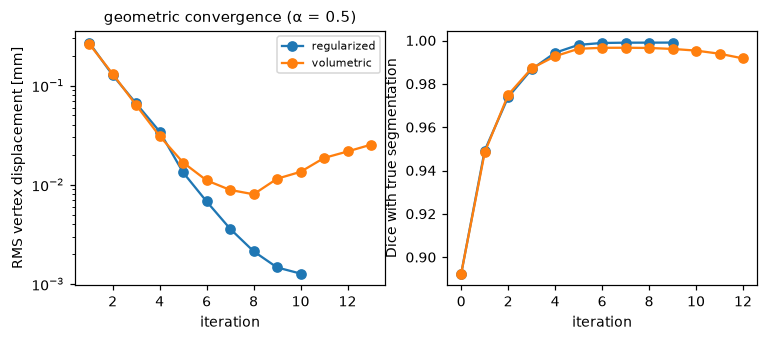 geometric convergence (α = 0.5)
RMS vertex displacement [mm]
10⁻¹
10⁻²
10⁻³
regularized
volumetric
2 4 6 8 10 12
iteration
Dice with true segmentation
1.00
0.98
0.96
0.94
0.92
0.90
0 2 4 6 8 10 12
iteration